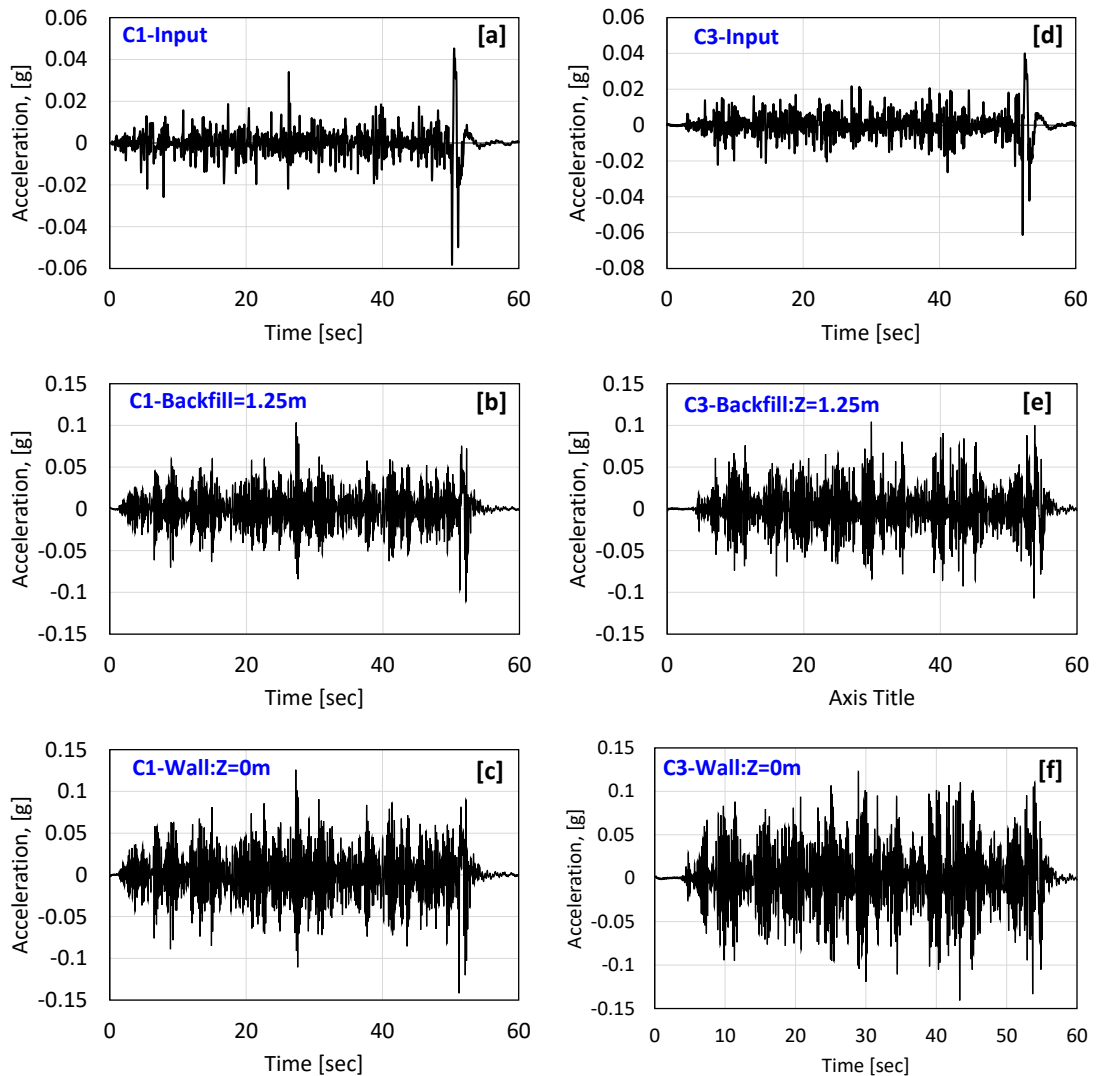 C1-Input
[a]
Acceleration, [g]
0.06
0.04
0.02
0
-0.02
-0.04
-0.06
0 20 40 60
Time [sec]
C3-Input
[d]
Acceleration, [g]
0.06
0.04
0.02
0
-0.02
-0.04
-0.06
-0.08
0 20 40 60
Time [sec]
C1-Backfill=1.25m
[b]
Acceleration, [g]
0.15
0.1
0.05
0
-0.05
-0.1
-0.15
0 20 40 60
Time [sec]
C3-Backfill:Z=1.25m
[e]
Acceleration, [g]
0.15
0.1
0.05
0
-0.05
-0.1
-0.15
0 20 40 60
Axis Title
C1-Wall:Z=0m
[c]
Accceleration, [g]
0.15
0.1
0.05
0
-0.05
-0.1
-0.15
0 20 40 60
Time [sec]
C3-Wall:Z=0m
[f]
Acceleration, [g]
0.15
0.1
0.05
0
-0.05
-0.1
-0.15
0 10 20 30 40 50 60
Time [sec]